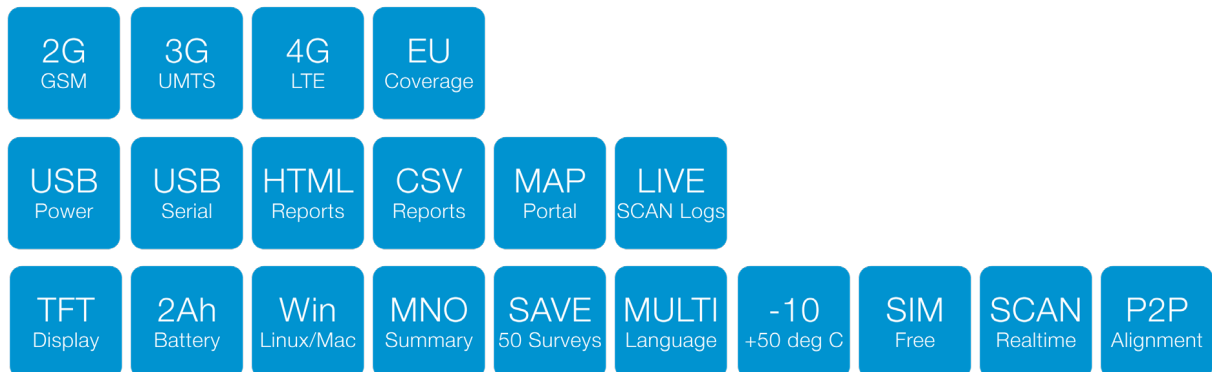 2G 3G 4G EU
GSM UMTS LTE Coverage
USB USB HTML CSV MAP LIVE
Power Serial Reports Reports Portal SCAN Logs
TFT 2Ah Win MNO SAVE MULTI -10 SIM SCAN P2P
Display Battery Linux/Mac Summary 50 Surveys Language +50 deg C Free Realtime Alignment